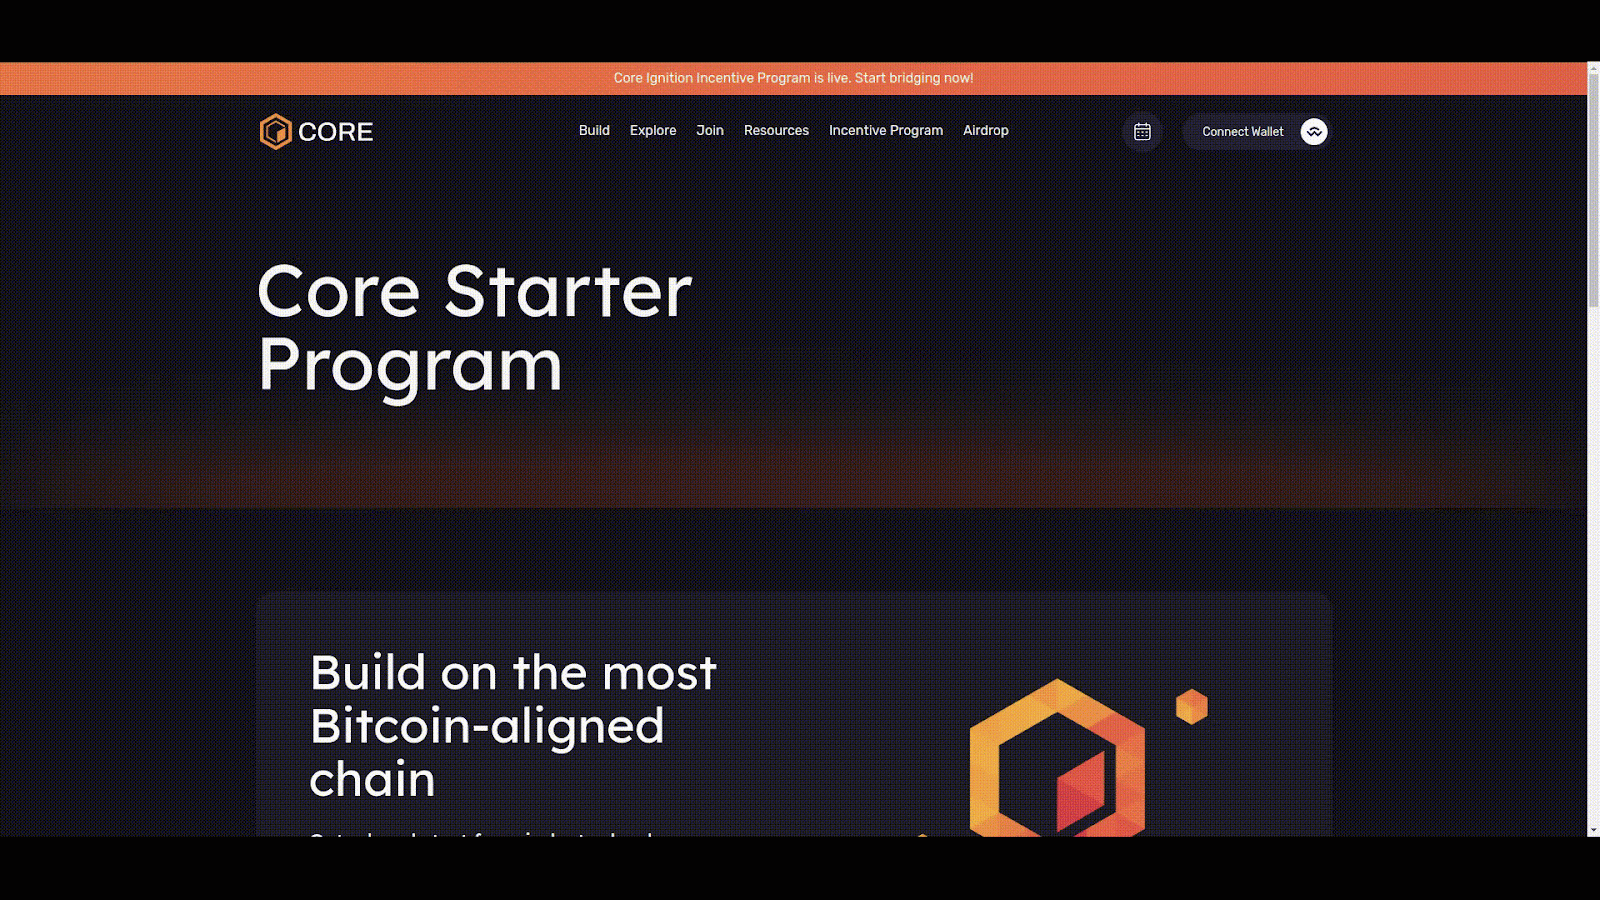 Core Ignition Incentive Program is live. Start bridging now!
CORE
Build
Explore
Join
Resources
Incentive Program
Airdrop
Connect Wallet
Core Starter
Program
Build on the most
Bitcoin-aligned
chain